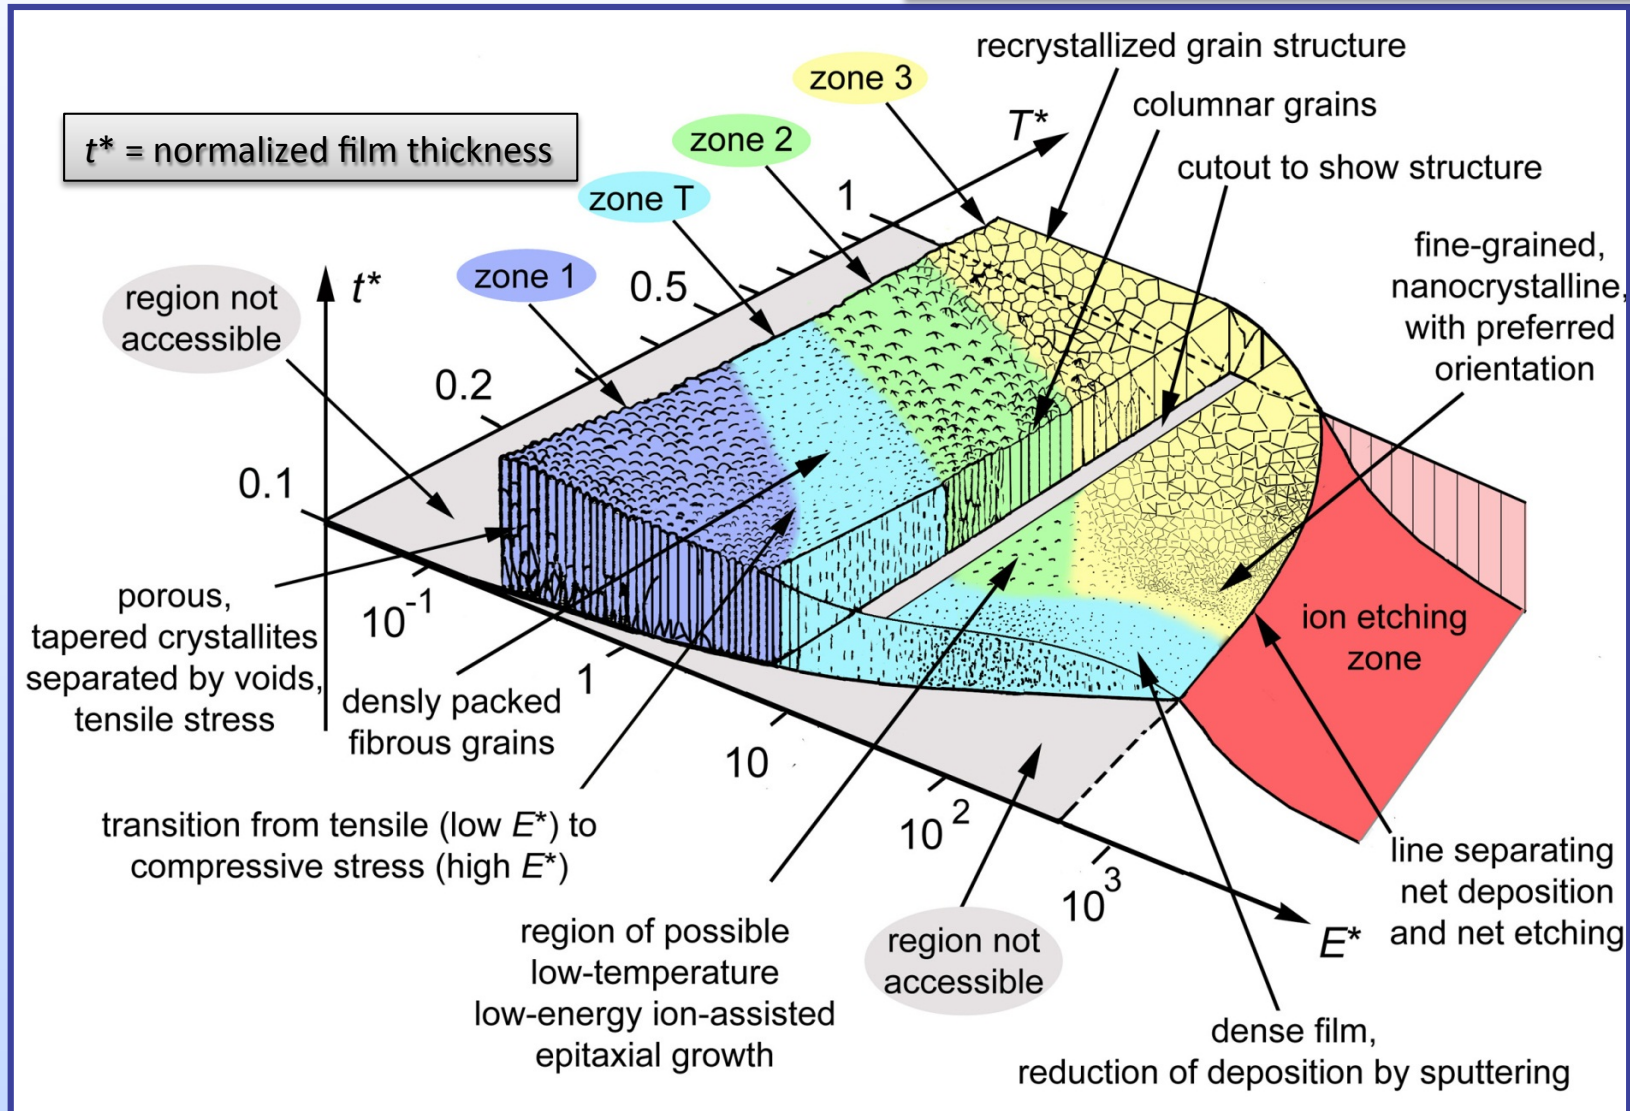 recrystallized grain structure
zone 3
columnar grains
T*
t* = normalized film thickness
zone 2
cutout to show structure
zone T
1
fine-grained,
nanocrystalline,
with preferred
orientation
zone 1
0.5
region not
accessible
t*
0.2
0.1
porous,
tapered crystallites
separated by voids,
tensile stress
10-1
1
densly packed
fibrous grains
10
10 2
10 3
ion etching
zone
transition from tensile (low E*) to
compressive stress (high E*)
line separating
net deposition
and net etching
E*
region of possible
low-temperature
low-energy ion-assisted
epitaxial growth
region not
accessible
dense film,
reduction of deposition by sputtering